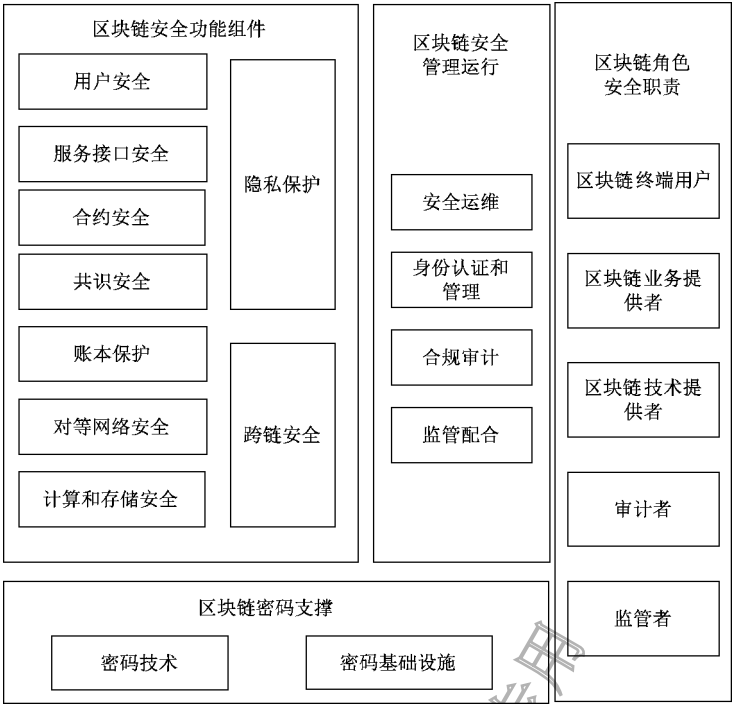 区块链安全功能组件
用户安全
服务接口安全
合约安全
共识安全
账本保护
对等网络安全
计算和存储安全
隐私保护
跨链安全
区块链安全
管理运行
安全运维
身份认证和
管理
合规审计
监管配合
区块链角色
安全职责
区块链终端用户
区块链业务提
供者
区块链技术提
供者
审计者
监管者
区块链密码支撑
密码技术
密码基础设施
用